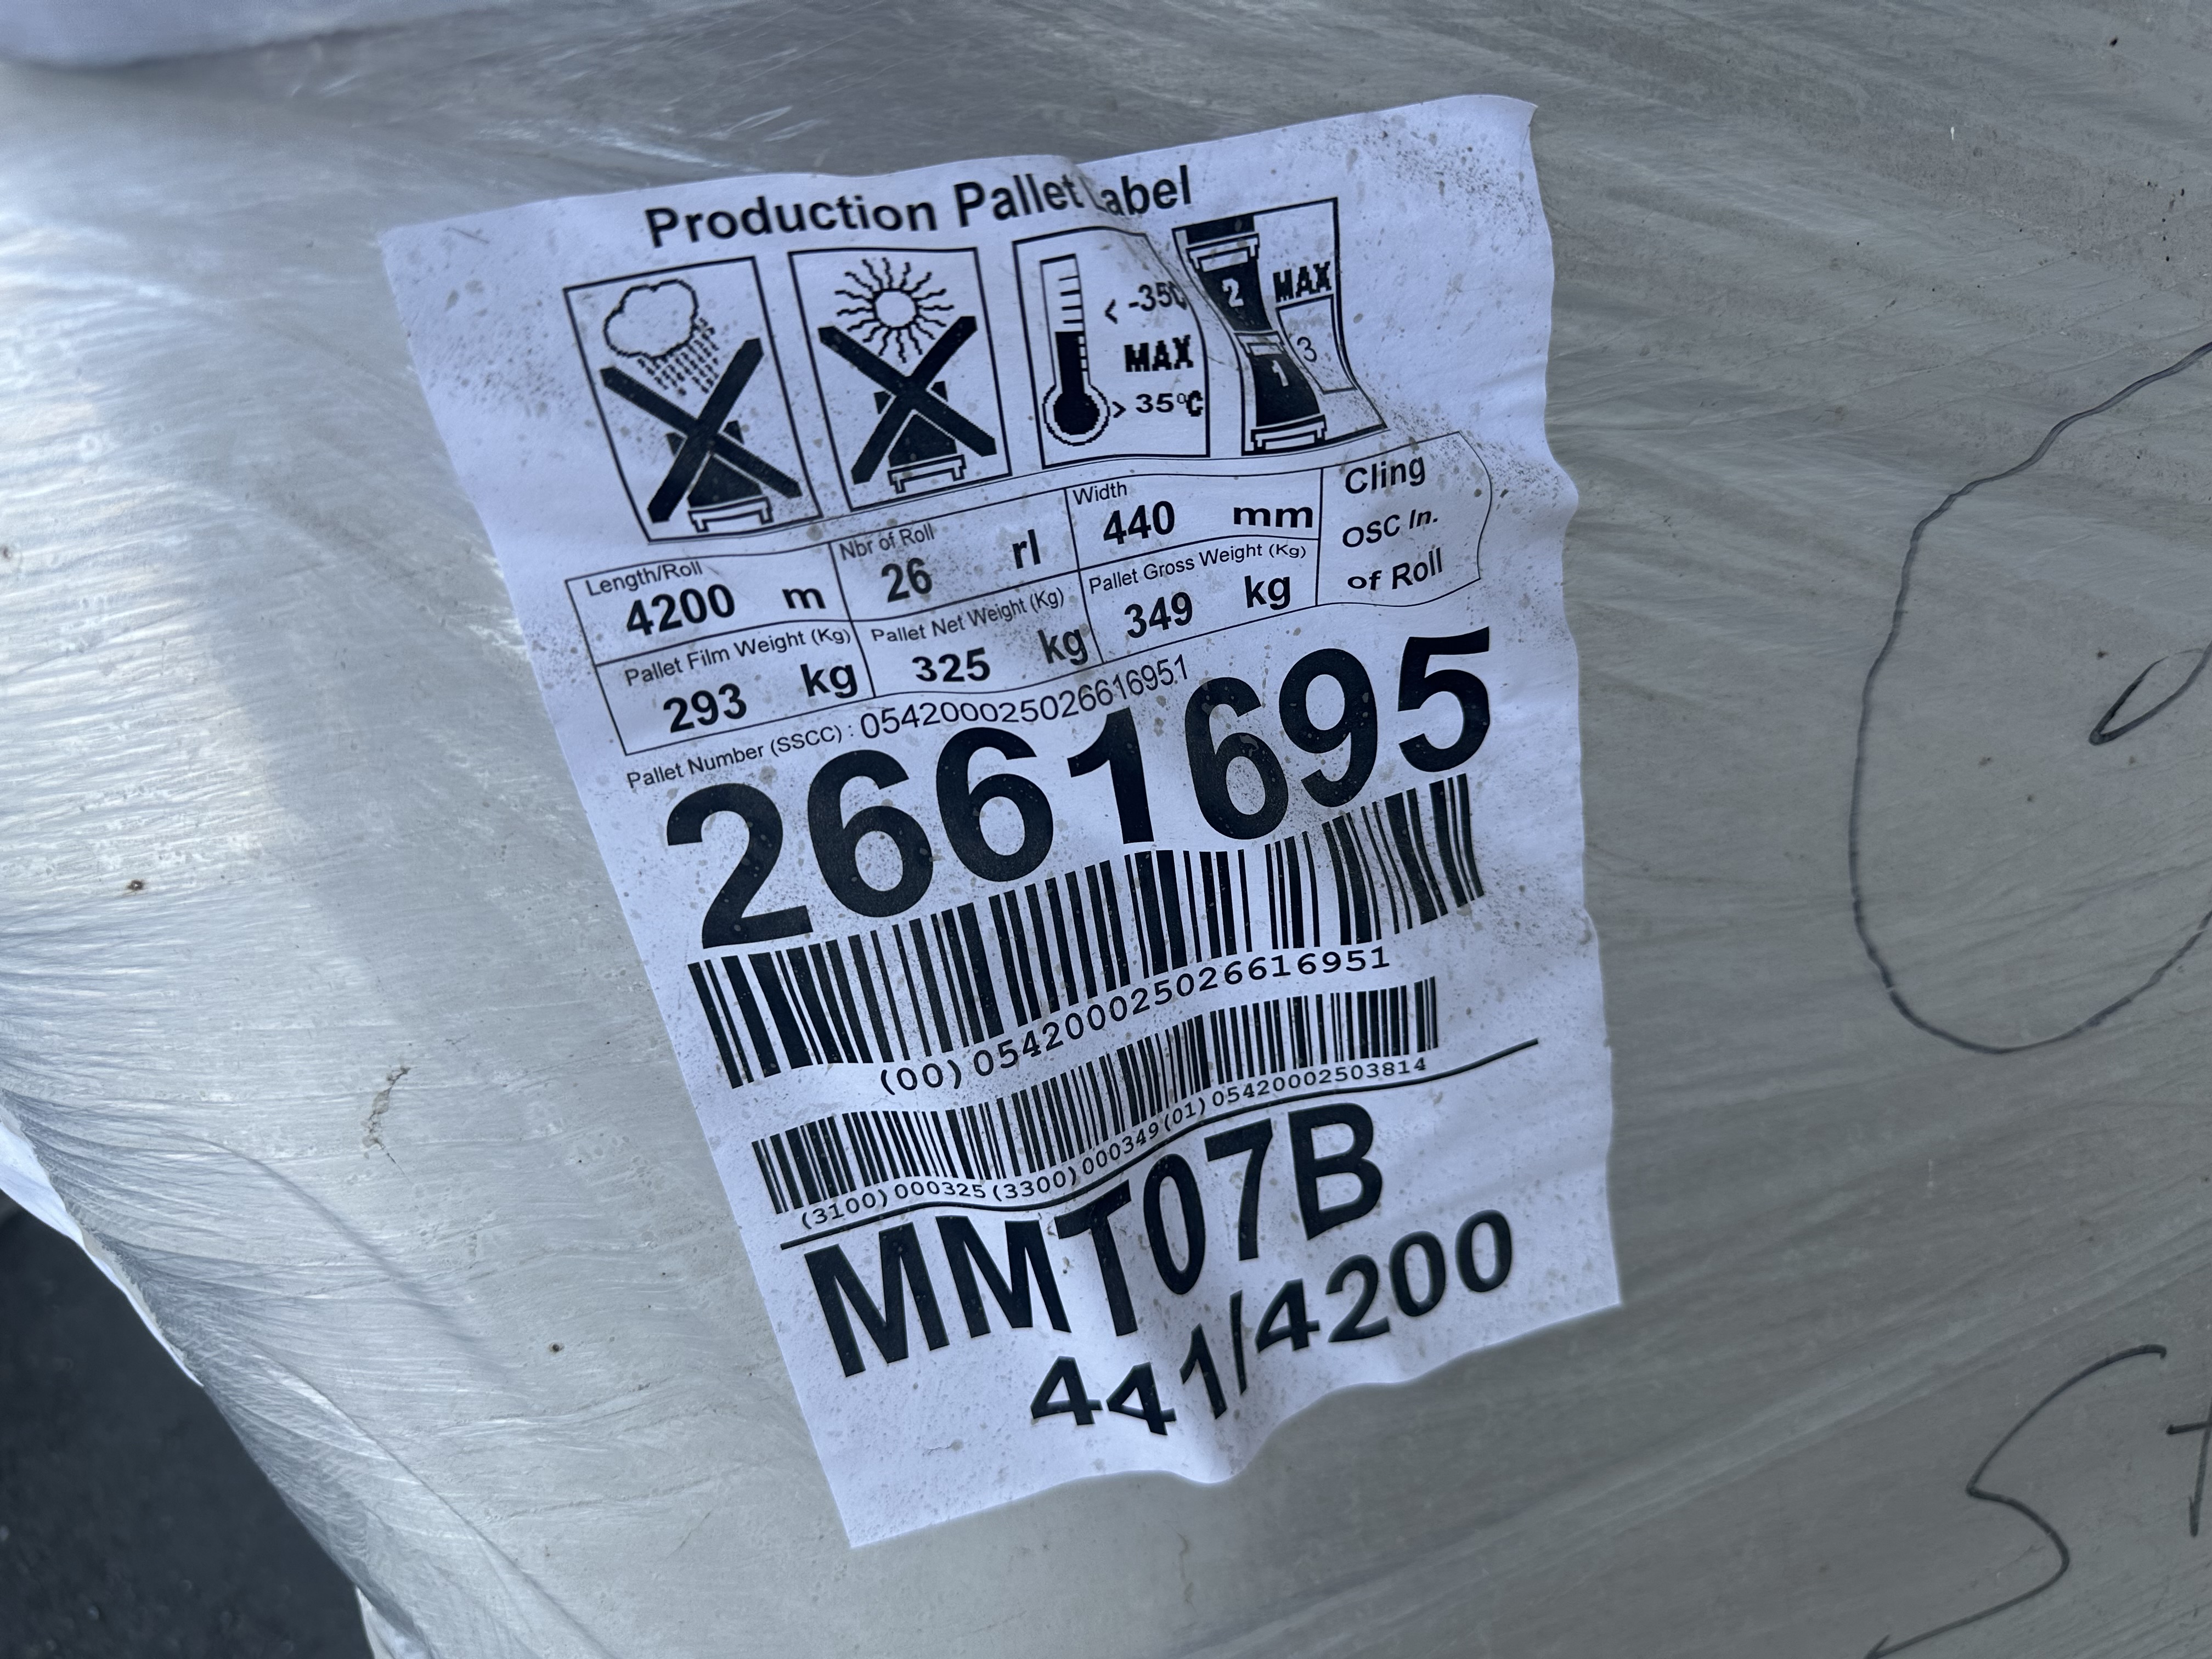 Production Pallet Label
< -35
MAX
> 35°C
2
1
MAX
3
Length/Roll
4200 m
Nbr of Roll
26 rl
Width
440 mm
Cling
OSC In.
of Roll
Pallet Film Weight (Kg)
293 kg
Pallet Net Weight (Kg)
325 kg
Pallet Gross Weight (Kg)
349 kg
Pallet Number (SSCC) : 054200025026616951
2661695
(00) 054200025026616951
(3100) 000325 (3300) 000349 (01) 05420002503814
MMT07B
441/4200